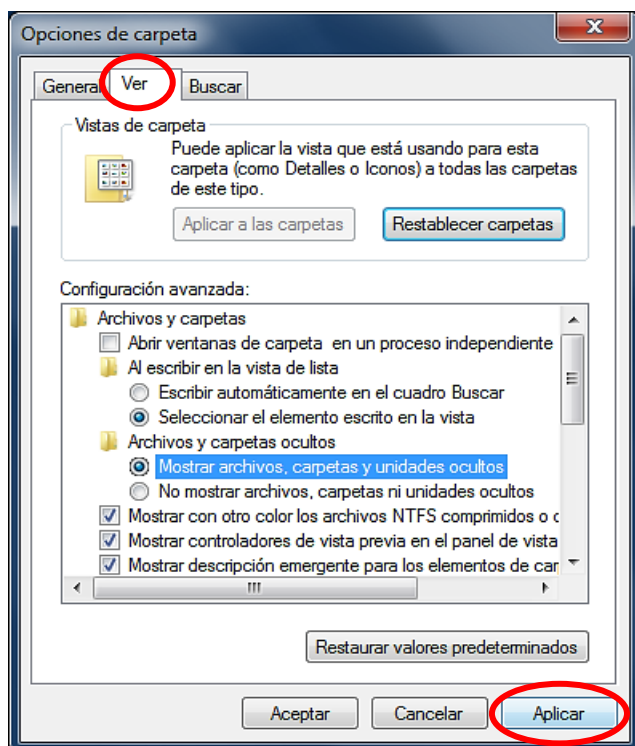 Opciones de carpeta
General
Ver
Buscar
Vistas de carpeta
Puede aplicar la vista que está usando para esta
carpeta (como Detalles o Iconos) a todas las carpetas
de este tipo.
Aplicar a las carpetas
Restablecer carpetas
Configuración avanzada:
Archivos y carpetas
Abrir ventanas de carpeta en un proceso independiente
Al escribir en la vista de lista
Escribir automáticamente en el cuadro Buscar
Seleccionar el elemento escrito en la vista
Archivos y carpetas ocultos
Mostrar archivos, carpetas y unidades ocultos
No mostrar archivos, carpetas ni unidades ocultos
Mostrar con otro color los archivos NTFS comprimidos o
Mostrar controladores de vista previa en el panel de vista
Mostrar descripción emergente para los elementos de
Restaurar valores predeterminados
Aceptar
Cancelar
Aplicar